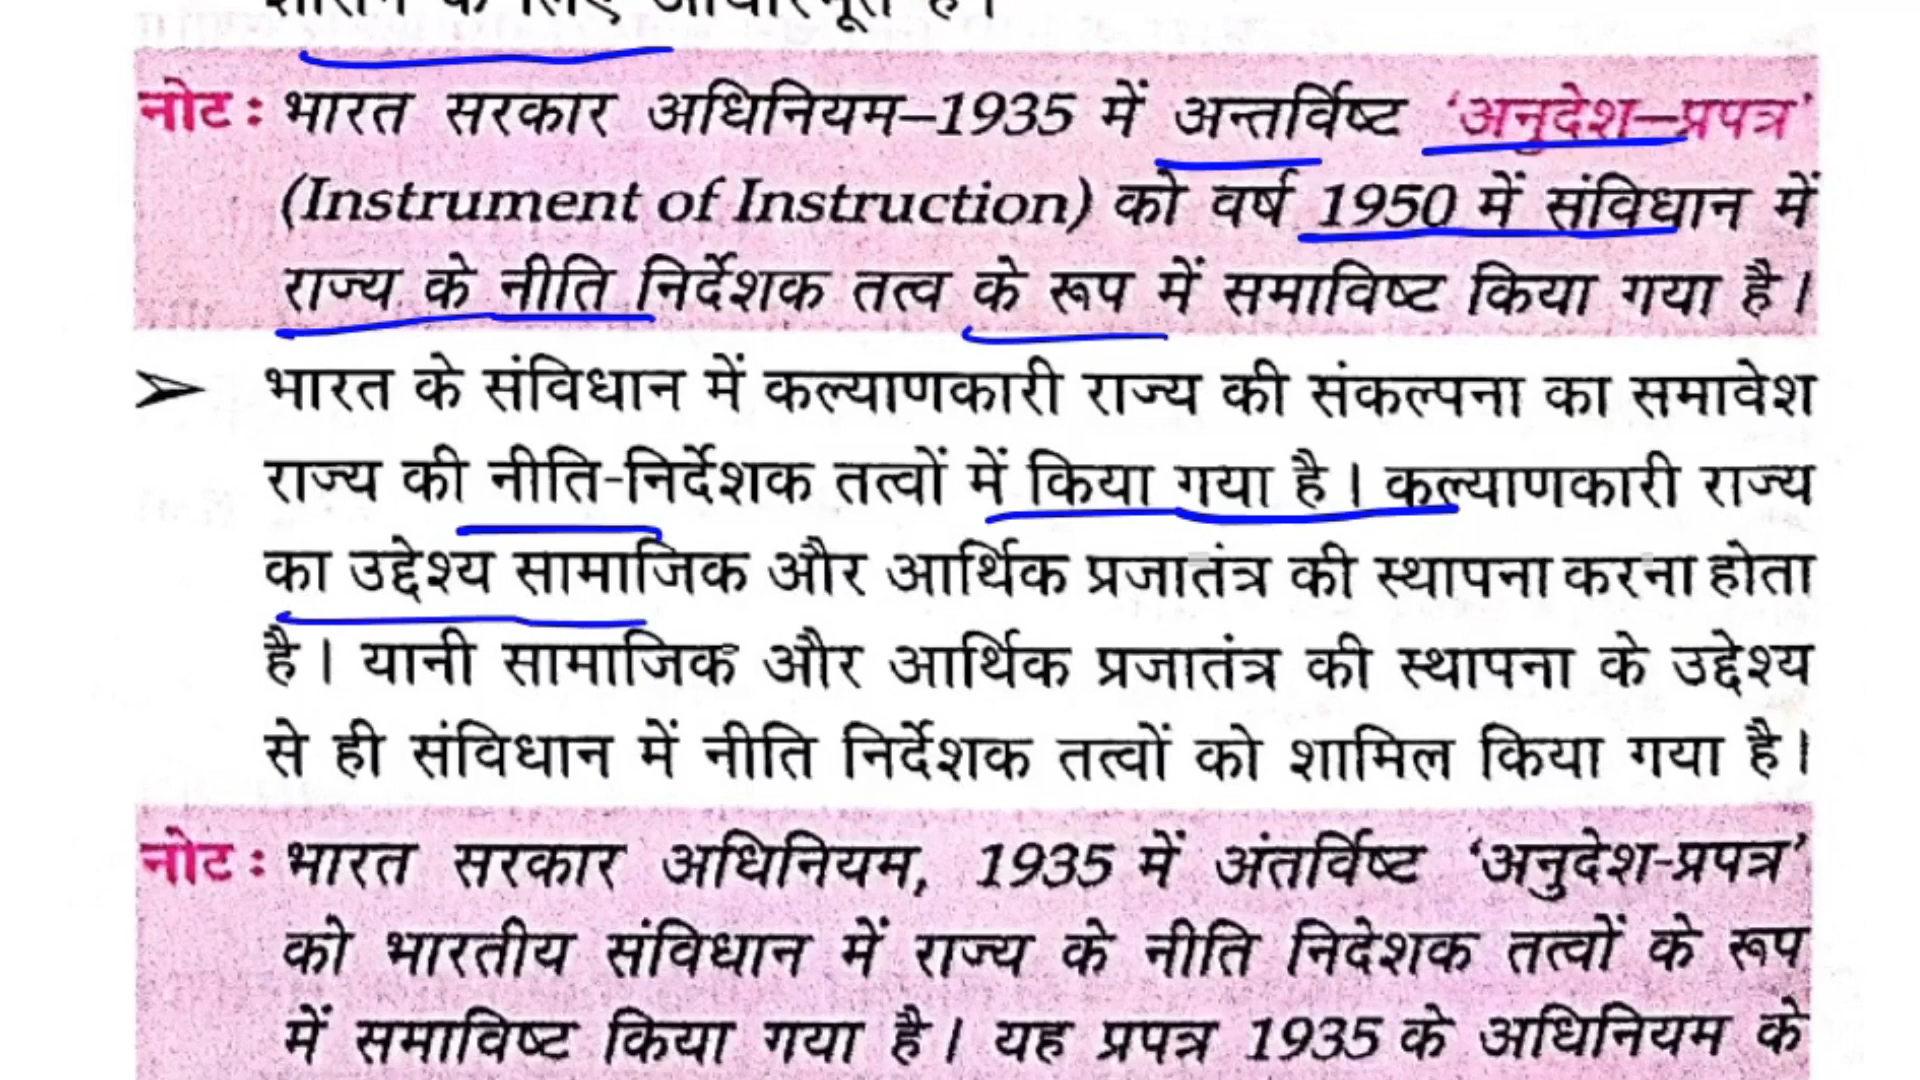 शासन के लिए आधारभूत हैं।
नोट : भारत सरकार अधिनियम–1935 में अन्तर्विष्ट ‘अनुदेश–प्रपत्र’
(Instrument of Instruction) को वर्ष 1950 में संविधान में
राज्य के नीति निर्देशक तत्व के रूप में समाविष्ट किया गया है।
➢ भारत के संविधान में कल्याणकारी राज्य की संकल्पना का समावेश
राज्य की नीति-निर्देशक तत्वों में किया गया है। कल्याणकारी राज्य
का उद्देश्य सामाजिक और आर्थिक प्रजातंत्र की स्थापना करना होता
है। यानी सामाजिक और आर्थिक प्रजातंत्र की स्थापना के उद्देश्य
से ही संविधान में नीति निर्देशक तत्वों को शामिल किया गया है।
नोट : भारत सरकार अधिनियम, 1935 में अंतर्विष्ट ‘अनुदेश-प्रपत्र’
को भारतीय संविधान में राज्य के नीति निदेशक तत्वों के रूप
में समाविष्ट किया गया है। यह प्रपत्र 1935 के अधिनियम के